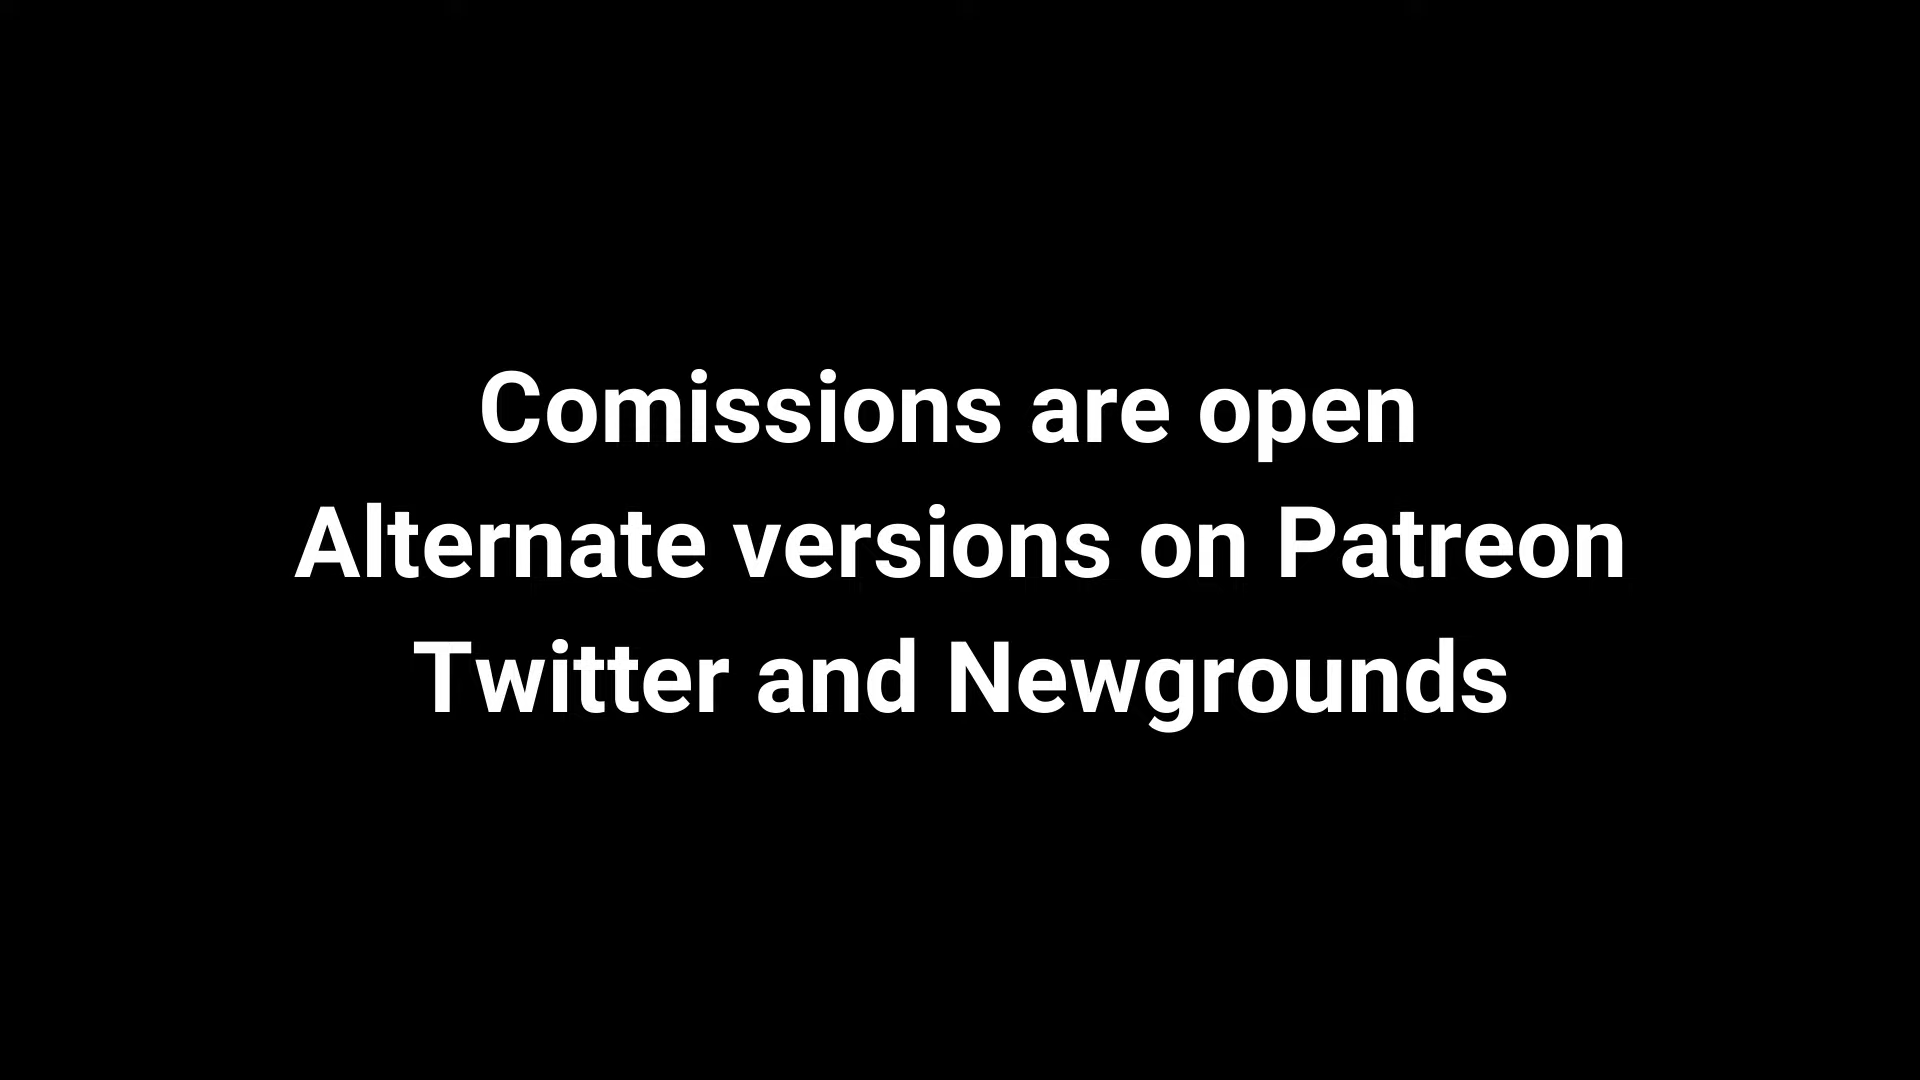 Comissions are open
Alternate versions on Patreon
Twitter and Newgrounds